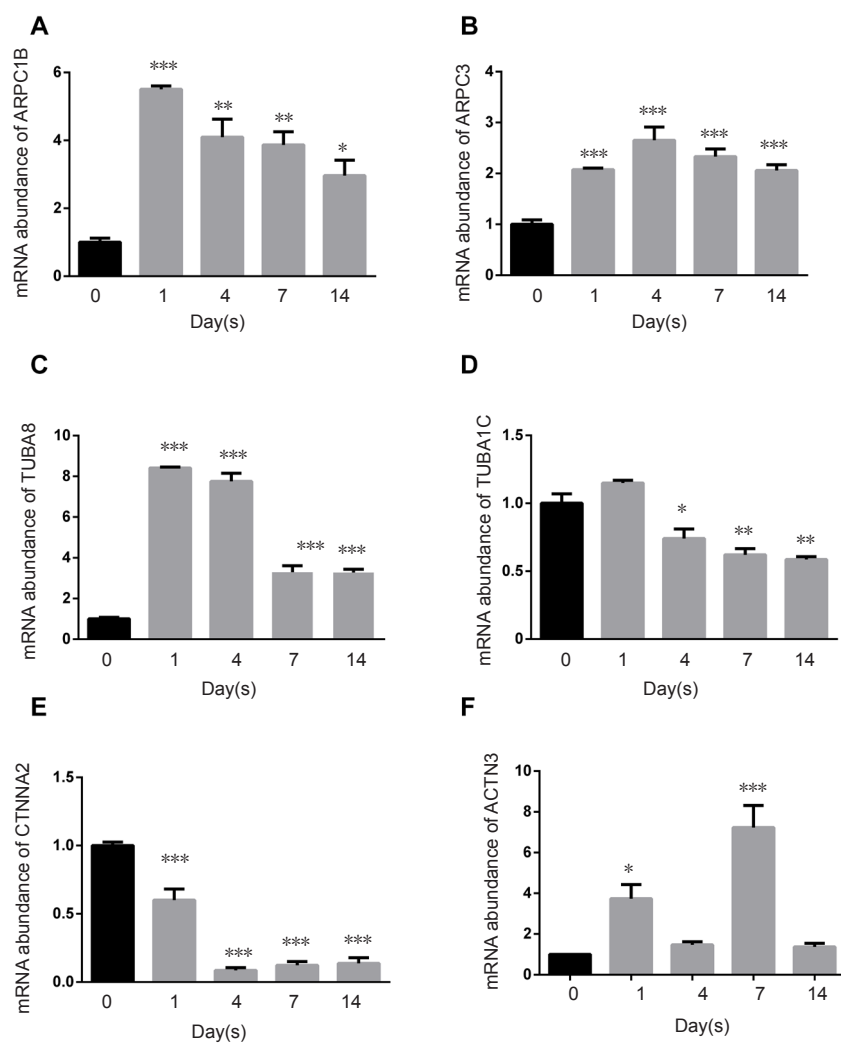 A
mRNA abundance of ARPC1B
6
4
2
0
***
**
**
*
0 1 4 7 14
Day(s)
B
mRNA abundance of ARPC3
4
3
2
1
0
***
***
***
***
0 1 4 7 14
Day(s)
C
mRNA abundance of TUBA8
10
8
6
4
2
0
***
***
***
***
0 1 4 7 14
Day(s)
D
mRNA abundance of TUBA1C
1.5
1.0
0.5
0
*
**
**
0 1 4 7 14
Day(s)
E
mRNA abundance of CTNNA2
1.5
1.0
0.5
0.0
***
***
***
***
0 1 4 7 14
Day(s)
F
mRNA abundance of ACTN3
10
8
6
4
2
0
*
***
0 1 4 7 14
Day(s)